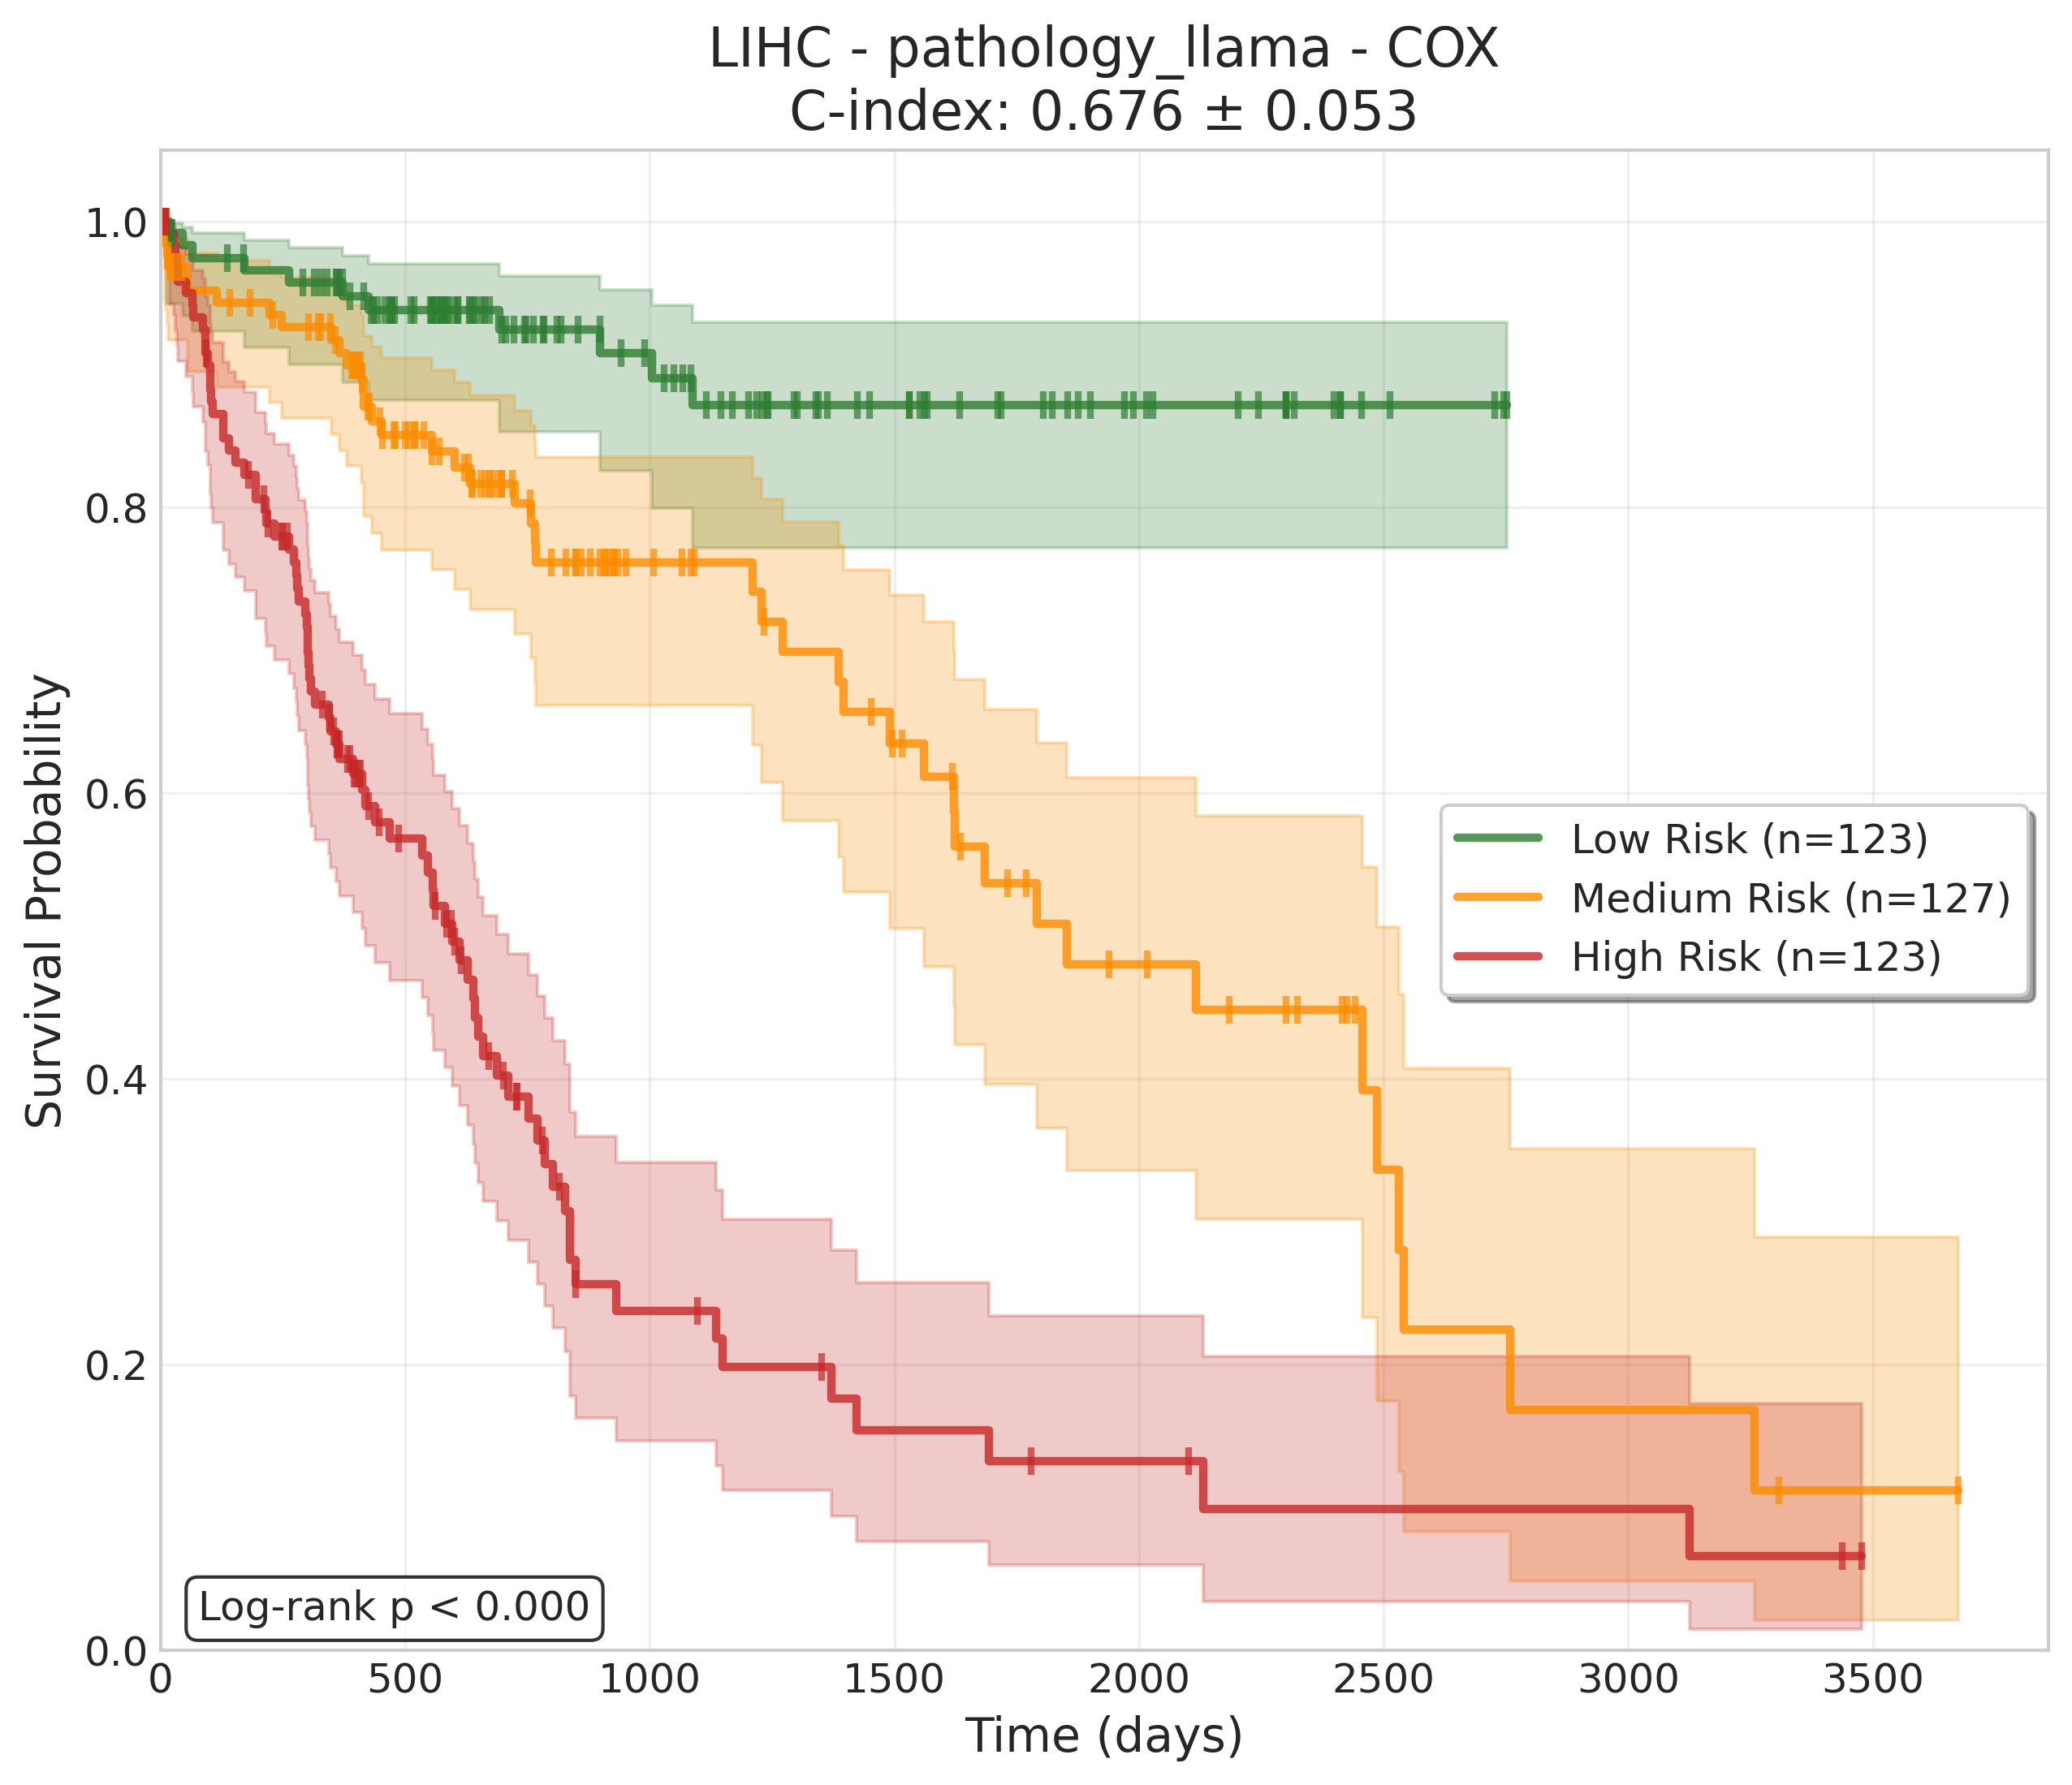 LIHC - pathology_llama - COX
C-index: 0.676 ± 0.053
Survival Probability
1.0
0.8
0.6
0.4
0.2
0.0
Low Risk (n=123)
Medium Risk (n=127)
High Risk (n=123)
Log-rank p < 0.000
0 500 1000 1500 2000 2500 3000 3500
Time (days)